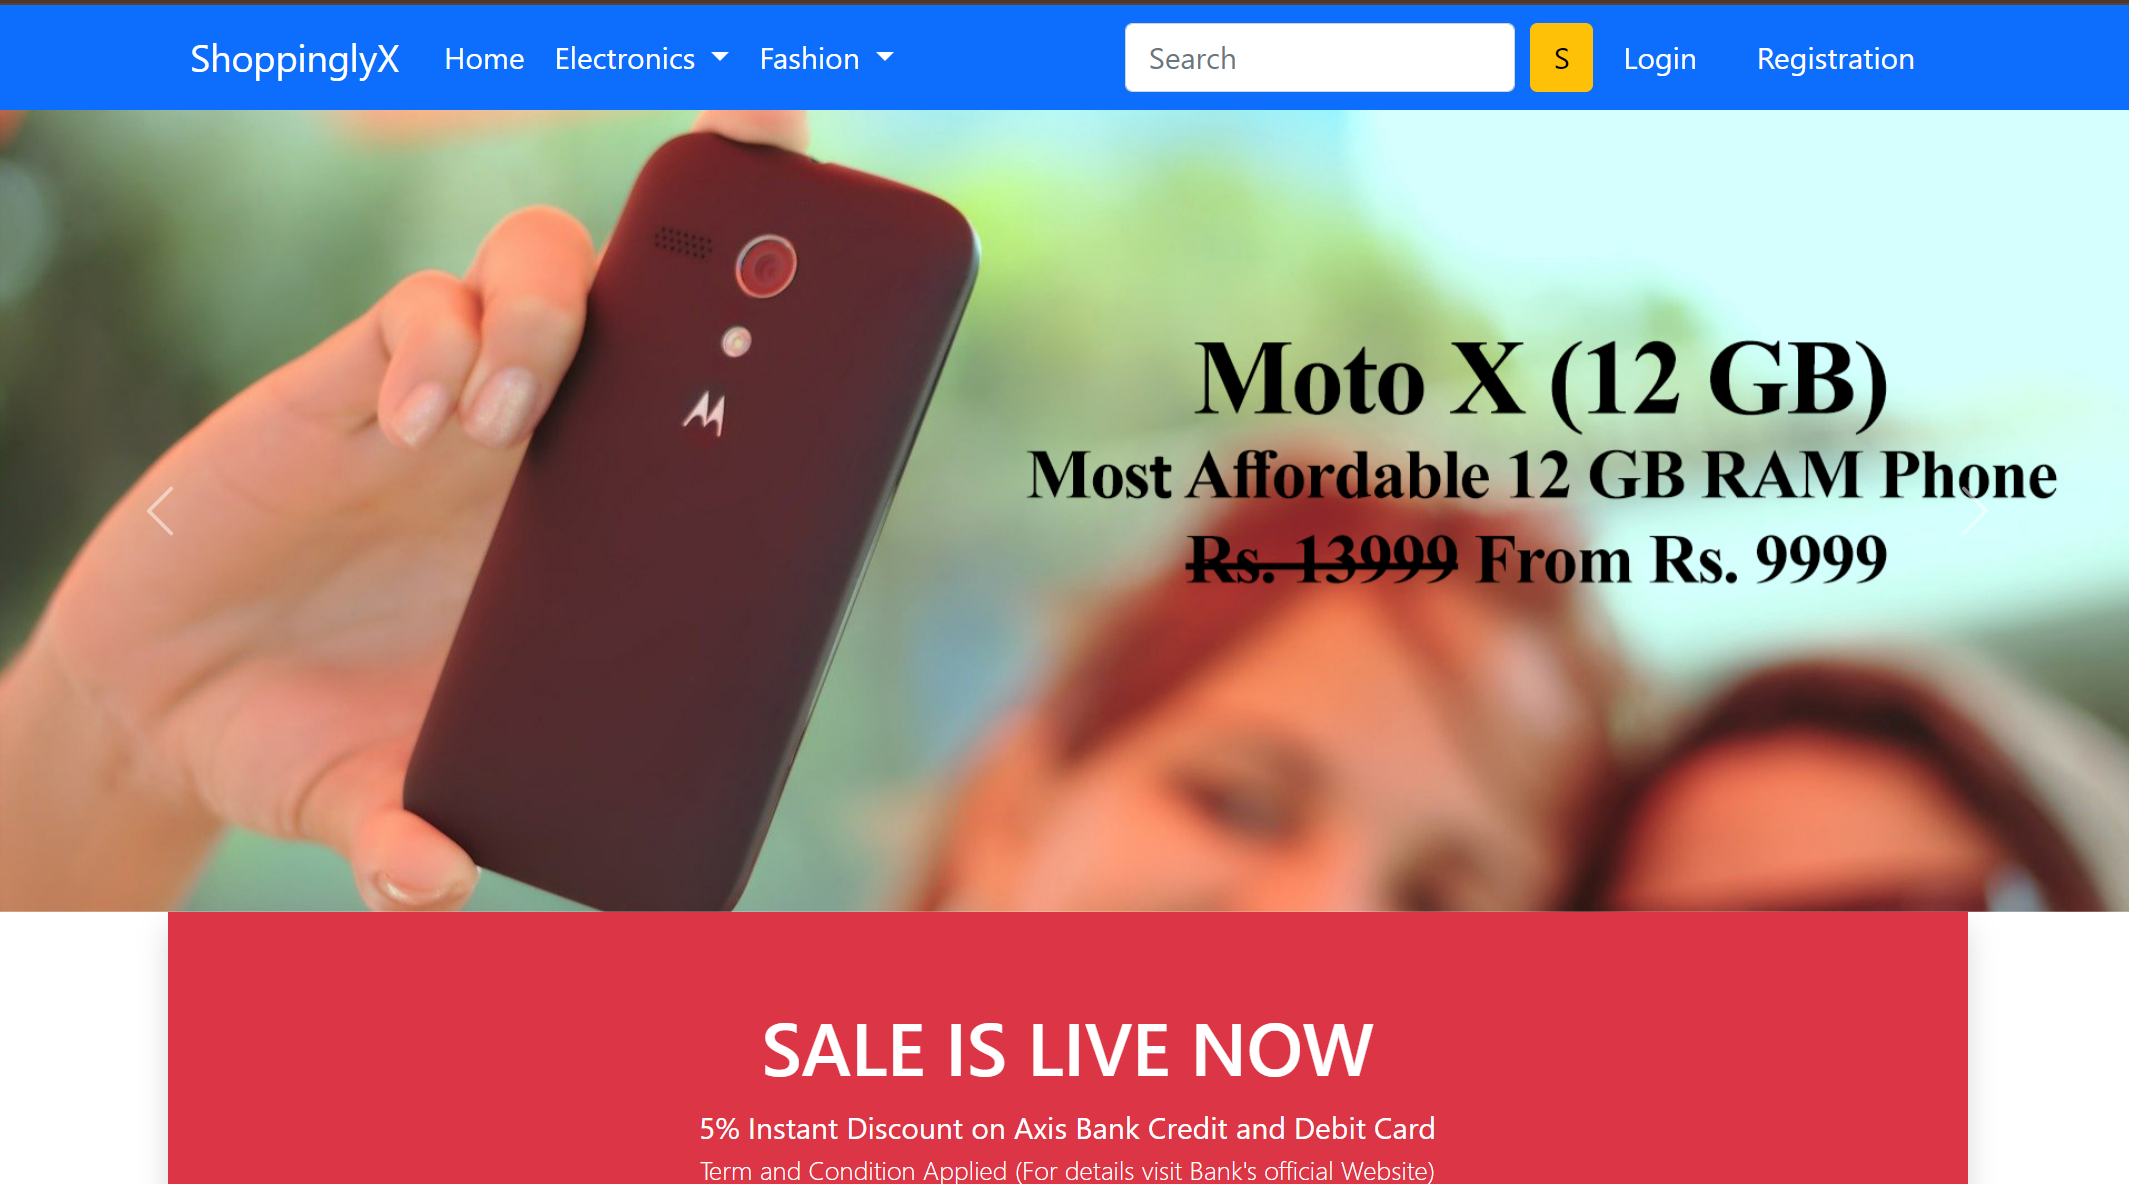 ShoppinglyX Home Electronics Fashion Search S Login Registration
Moto X (12 GB)
Most Affordable 12 GB RAM Phone
Rs. 13999 From Rs. 9999
SALE IS LIVE NOW
5% Instant Discount on Axis Bank Credit and Debit Card
Term and Condition Applied (For details visit Bank's official Website)